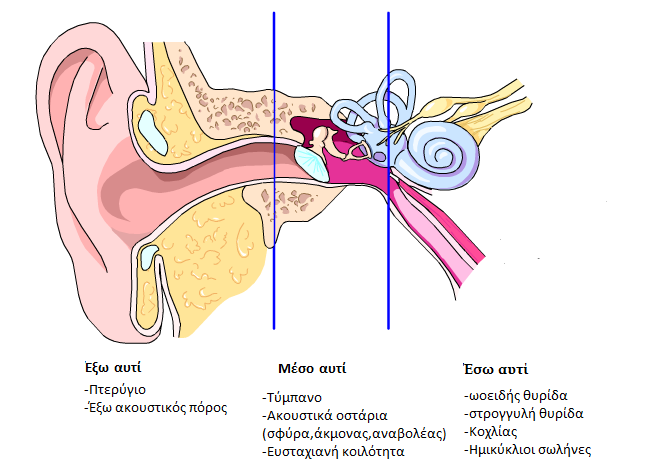 Έξω αυτί
-Πτερύγιο
-Έξω ακουστικός πόρος
Μέσο αυτί
-Τύμπανο
-Ακουστικά οστάρια
(σφύρα,άκμονας,αναβολέας)
-Ευσταχιανή κοιλότητα
Έσω αυτί
-ωοειδής θυρίδα
-στρογγυλή θυρίδα
-Κοχλίας
-Ημικύκλιοι σωλήνες